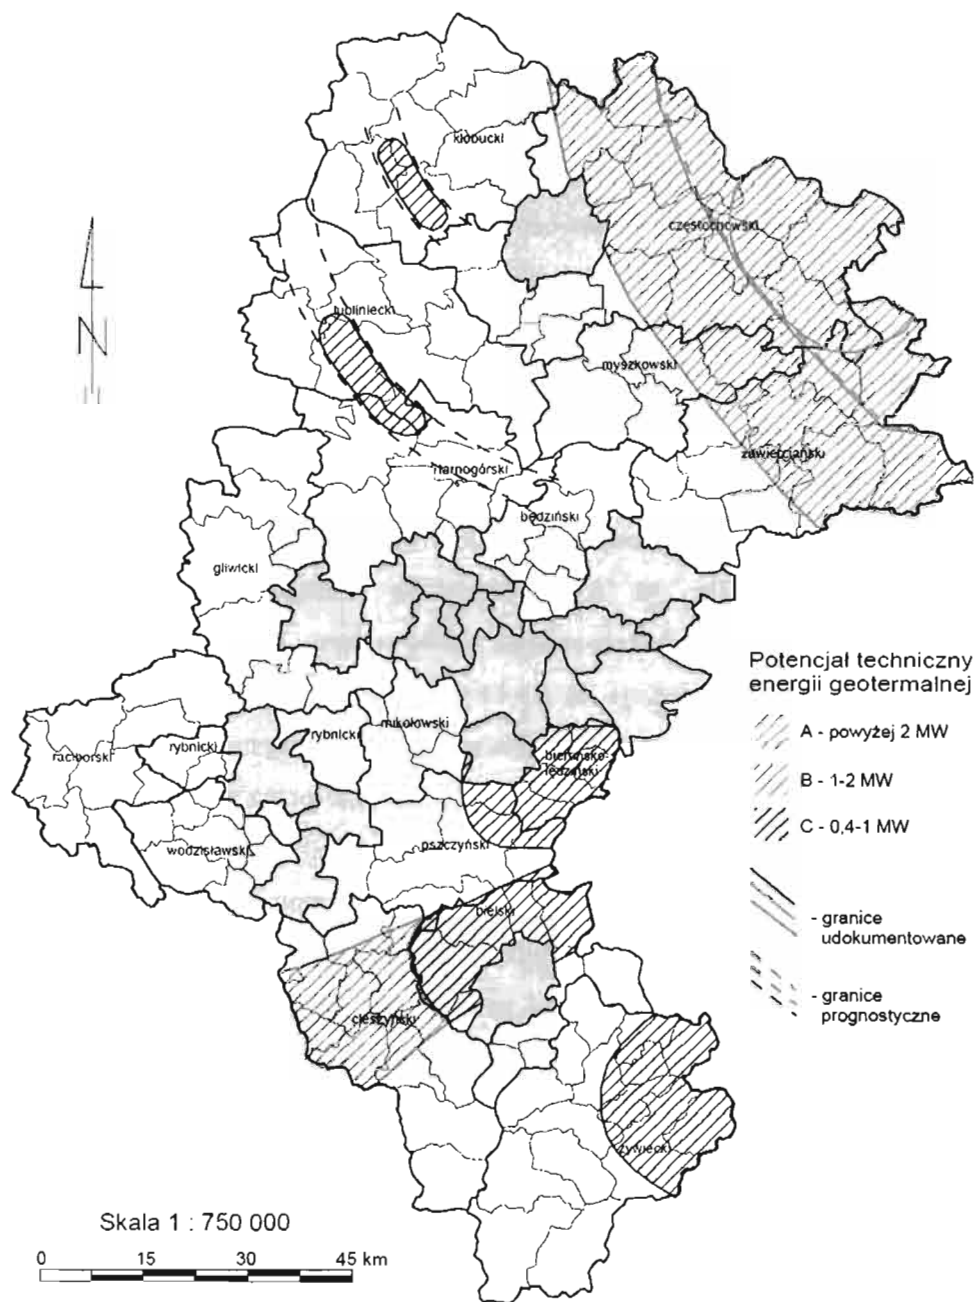 kłobucki
częstochowski
lubliniecki
myszkowski
zawierciański
tarnogórski
będziński
gliwicki
Potencjał techniczny
energii geotermalnej
A - powyżej 2 MW
B - 1-2 MW
C - 0,4-1 MW
- granice
udokumentowane
- granice
prognostyczne
mikołowski
rybnicki
rybnicki
raciborski
bieruńsko-
lędziński
pszczyński
wodzisławski
bielski
cieszyński
żywiecki
Skala 1 : 750 000
0 15 30 45 km
N